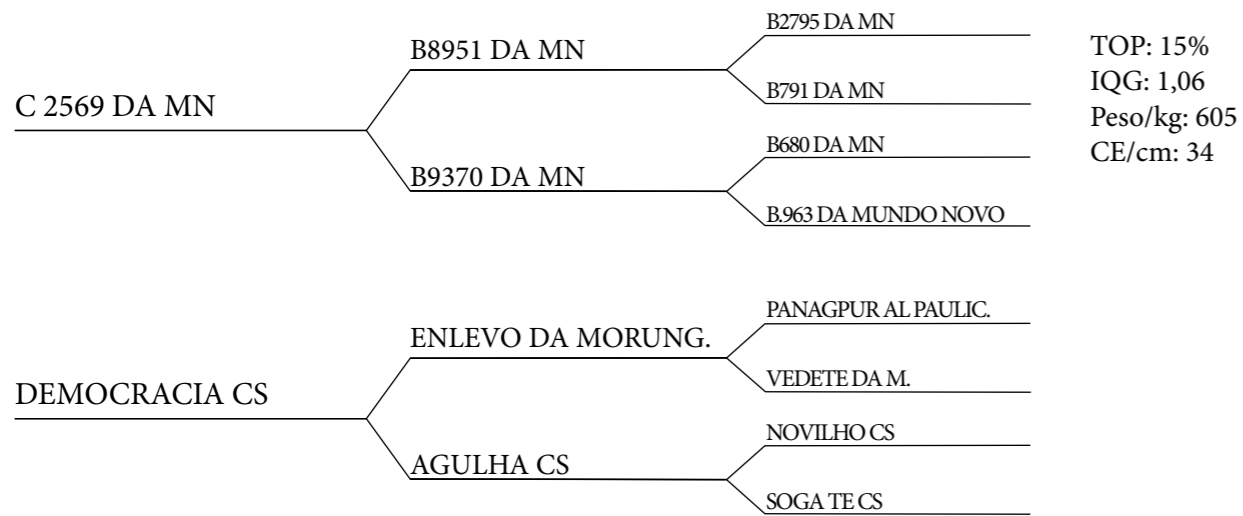 B2795 DA MN
B8951 DA MN
B791 DA MN
C 2569 DA MN
B680 DA MN
B9370 DA MN
B.963 DA MUNDO NOVO
TOP: 15%
IQG: 1,06
Peso/kg: 605
CE/cm: 34
PANAGPUR AL PAULIC.
ENLEVO DA MORUNG.
VEDETE DA M.
DEMOCRACIA CS
NOVILHO CS
AGULHA CS
SOGA TE CS